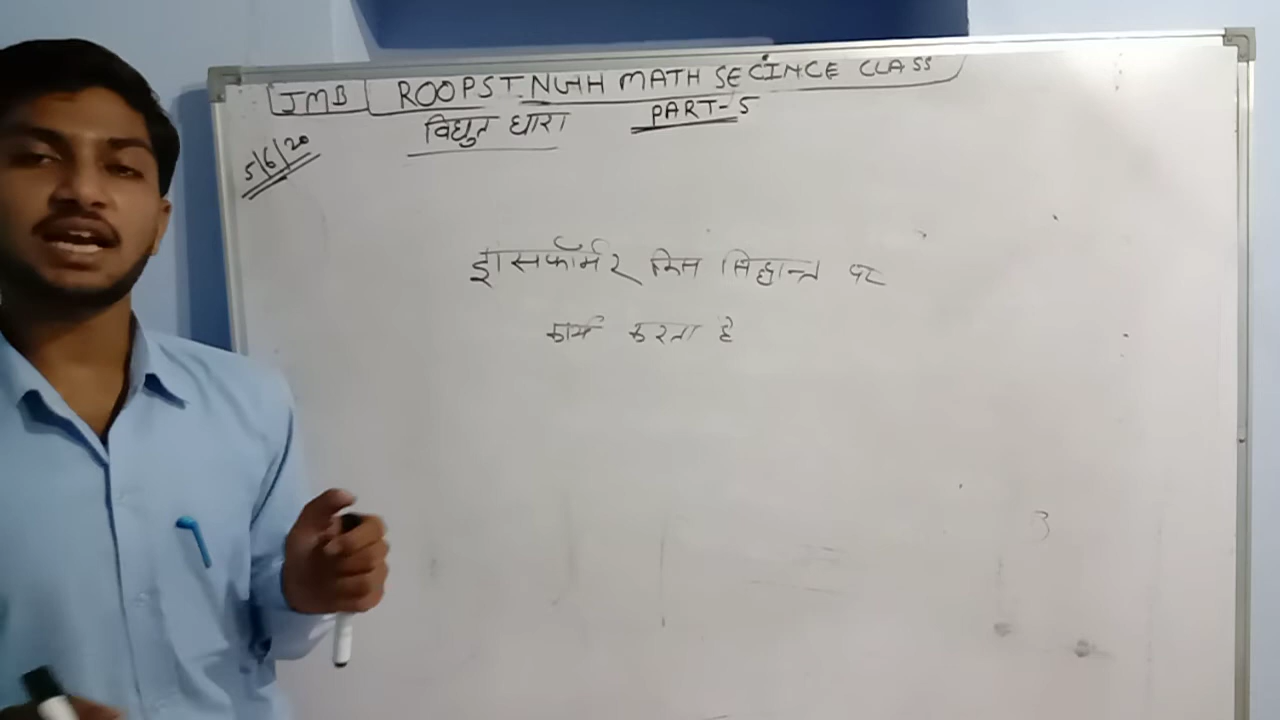 JMB ROOPSINGH MATH SECINCE CLASS
विद्युत धारा PART-5
5/6/20
ट्रांसफॉर्मर किस सिद्धान्त पर
कार्य करता है